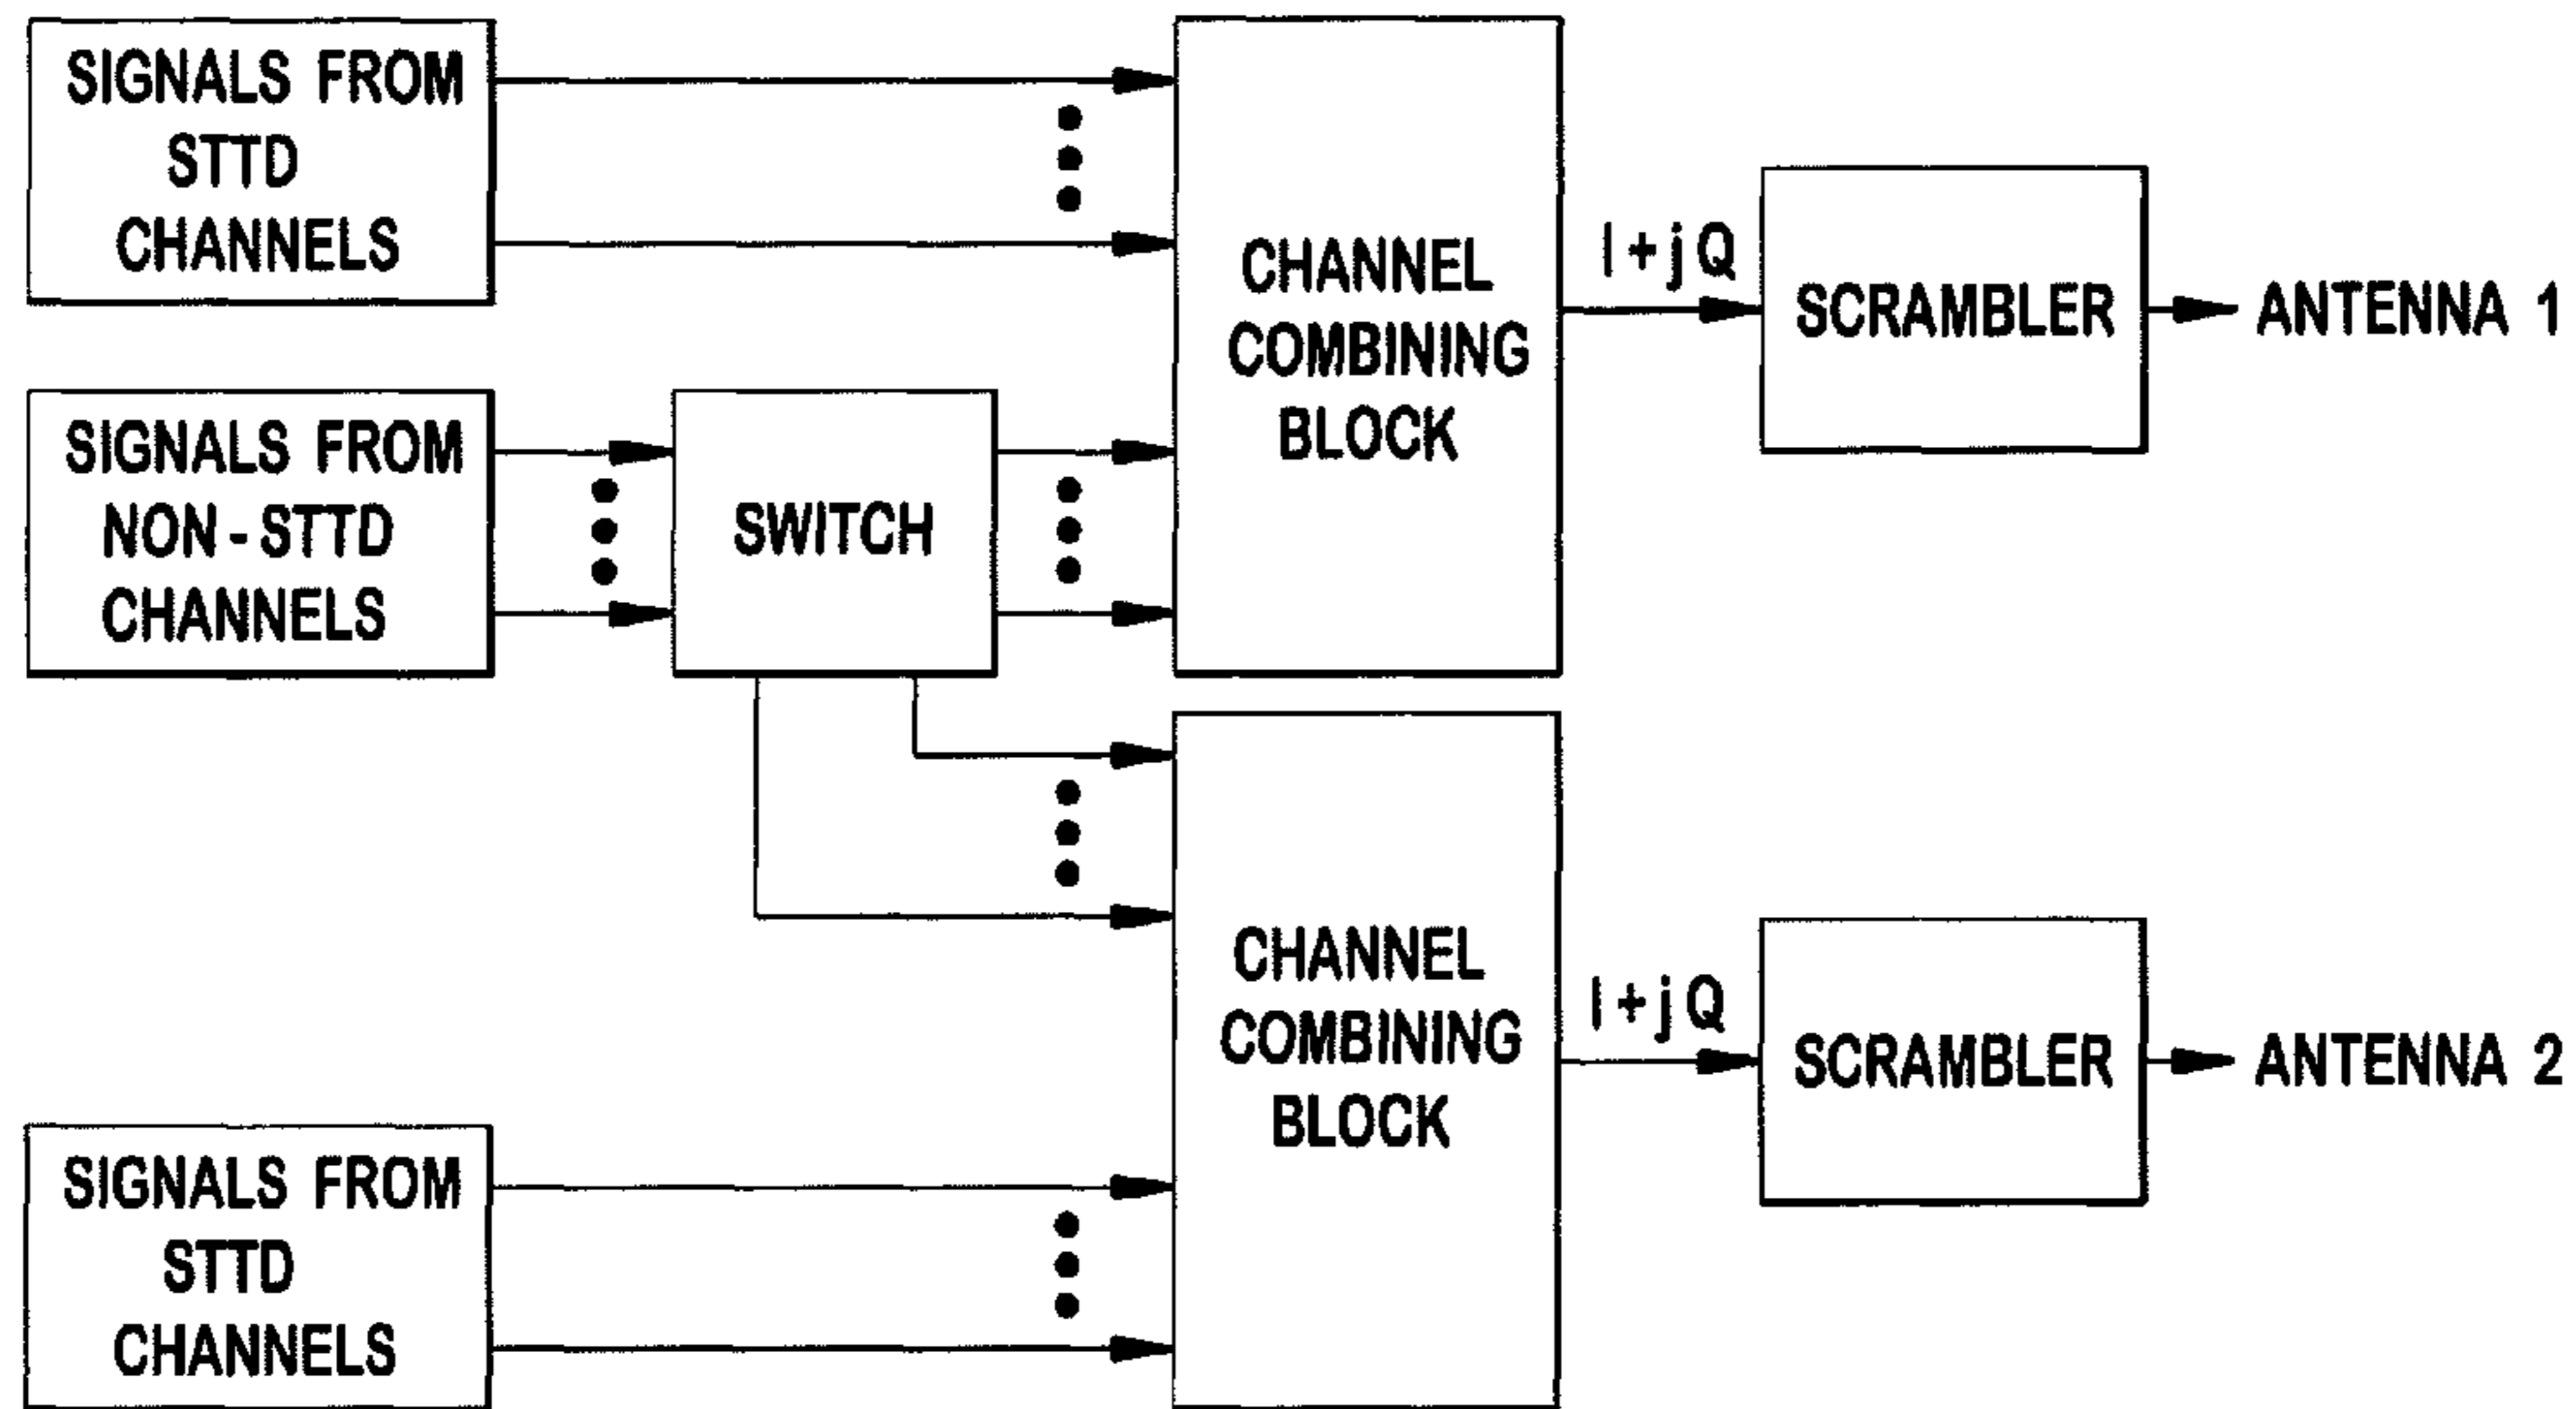 SIGNALS FROM
STTD
CHANNELS
CHANNEL
COMBINING
BLOCK
I+jQ
SCRAMBLER
ANTENNA 1
SIGNALS FROM
NON-STTD
CHANNELS
SWITCH
CHANNEL
COMBINING
BLOCK
I+jQ
SCRAMBLER
ANTENNA 2
SIGNALS FROM
STTD
CHANNELS